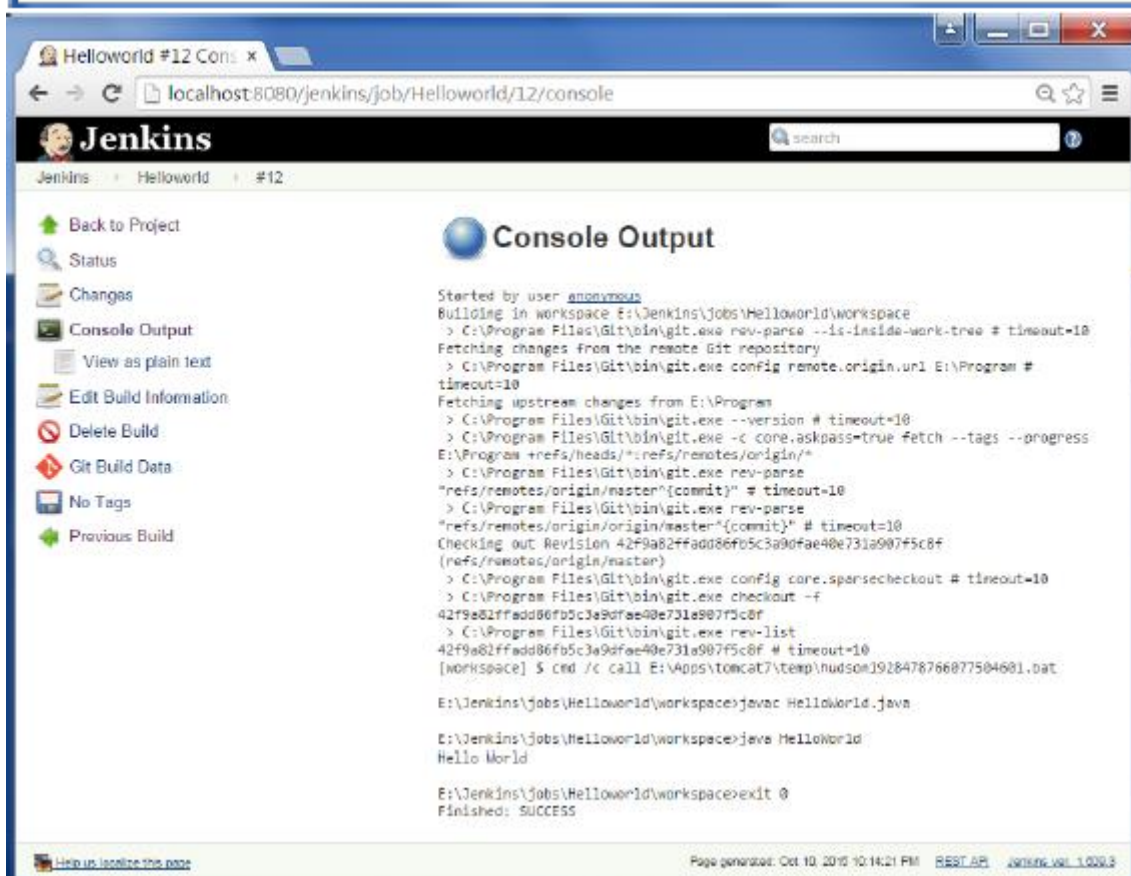 Helloworld #12 Cons
localhost:8080/jenkins/job/Helloworld/12/console
Jenkins
search
Jenkins
Helloworld
#12
Back to Project
Status
Changes
Console Output
View as plain text
Edit Build Information
Delete Build
Git Build Data
No Tags
Previous Build
Console Output
Started by user anonymous
Building in workspace E:\Jenkins\jobs\Helloworld\workspace
> C:\Program Files\Git\bin\git.exe rev-parse --is-inside-work-tree # timeout=10
Fetching changes from the remote Git repository
> C:\Program Files\Git\bin\git.exe config remote.origin.url E:\Program #
timeout=10
Fetching upstream changes from E:\Program
> C:\Program Files\Git\bin\git.exe --version # timeout=10
> C:\Program Files\Git\bin\git.exe -c core.askpass=true fetch --tags --progress
E:\Program +refs/heads/*:refs/remotes/origin/*
> C:\Program Files\Git\bin\git.exe rev-parse
"refs/remotes/origin/master^{commit}" # timeout=10
> C:\Program Files\Git\bin\git.exe rev-parse
"refs/remotes/origin/origin/master^{commit}" # timeout=10
Checking out Revision 42f9a82ffadd86fb5c3a9dfae40e731a907f5c8f
(refs/remotes/origin/master)
> C:\Program Files\Git\bin\git.exe config core.sparsecheckout # timeout=10
> C:\Program Files\Git\bin\git.exe checkout -f
42f9a82ffadd86fb5c3a9dfae40e731a907f5c8f
> C:\Program Files\Git\bin\git.exe rev-list
42f9a82ffadd86fb5c3a9dfae40e731a907f5c8f # timeout=10
[workspace] $ cmd /c call E:\Apps\tomcat7\temp\hudson1928478766077504601.bat
E:\Jenkins\jobs\Helloworld\workspace>javac HelloWorld.java
E:\Jenkins\jobs\Helloworld\workspace>java HelloWorld
Hello World
E:\Jenkins\jobs\Helloworld\workspace>exit 0
Finished: SUCCESS
Help us localize this page
Page generated: Oct 10, 2015 10:14:21 PM
REST API
Jenkins ver. 1.609.3